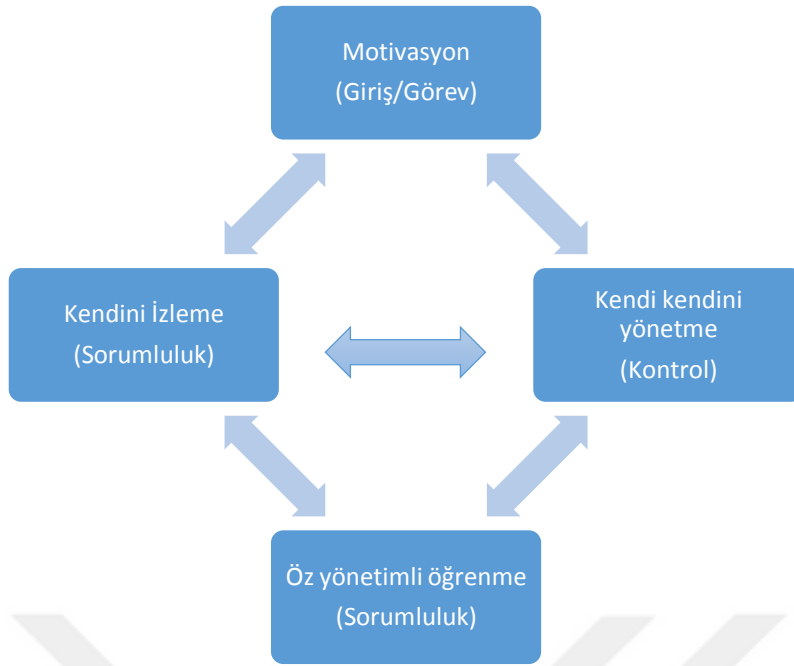 Motivasyon
(Giriş/Görev)
Kendini İzleme
(Sorumluluk)
Kendi kendini
yönetme
(Kontrol)
Öz yönetimli öğrenme
(Sorumluluk)